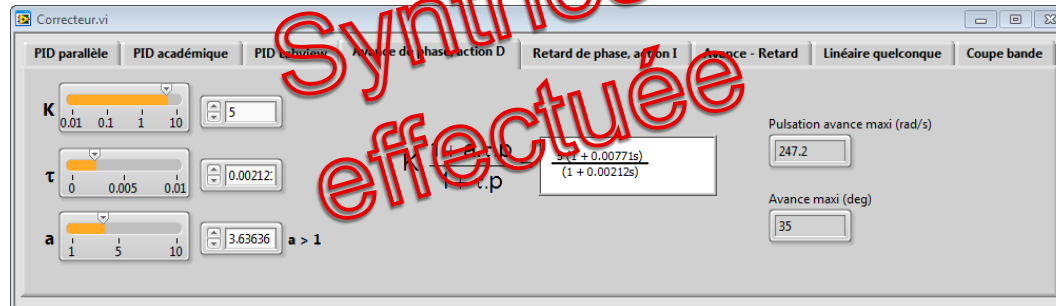 Correcteur.vi
PID parallèle PID académique PID Labview Avance de phase, action D Retard de phase, action I Avance - Retard Linéaire quelconque Coupe bande
effectuée
K 0.01 0.1 1 10 5
τ 0 0.005 0.01 0.00212
a 1 5 10 3.63636 a > 1
K 1 + a.τ.p
1 + τ.p
5 (1 + 0.00771s)
(1 + 0.00212s)
Pulsation avance maxi (rad/s)
247.2
Avance maxi (deg)
35